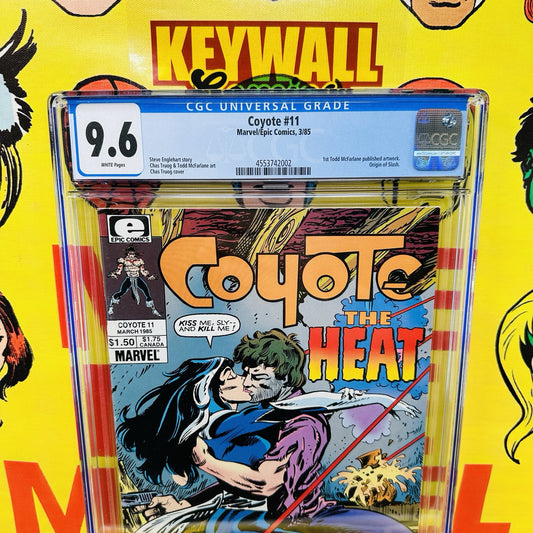 KEYWALL
Comics
CGC UNIVERSAL GRADE
9.6
WHITE Pages
Coyote #11
Marvel/Epic Comics, 3/85
Steve Englehart story
Chas Truog & Todd McFarlane art
Chas Truog cover
4553742002
1st Todd McFarlane published artwork.
Origin of Slash.
CGC
e
EPIC COMICS
COYOTE 11
MARCH 1985
$1.50
$1.75
CANADA
MARVEL
COYOTE
THE
HEAT
KISS ME, SLY--
AND KILL ME!
M
L